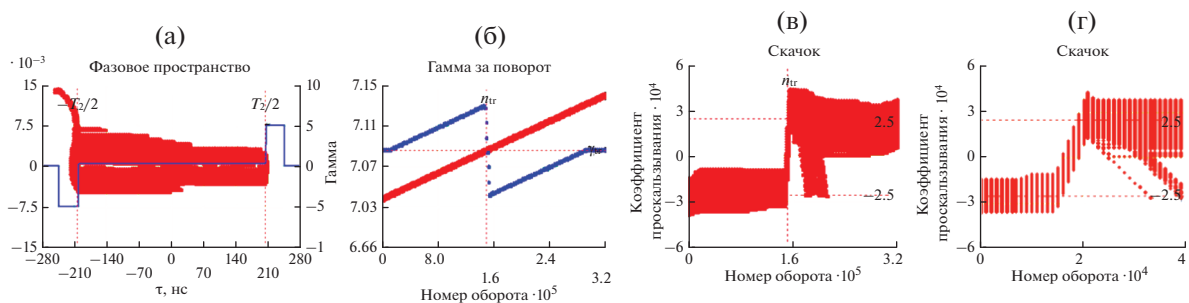 (а)
· 10⁻³
Фазовое пространство
15
7.5
0
−7.5
−15
−T₂/2
T₂/2
10
5
0
−5
−1
Гамма
−280
−140
0
140
280
−210
−70
70
210
τ, нс
(б)
Гамма за поворот
7.15
7.11
7.07
7.03
6.66
n_tr
γ_tr
0
8.0
2.4
1.6
3.2
Номер оборота ·10⁵
(в)
Скачок
Коэффициент
проскальзывания · 10⁴
6
3
0
−3
−6
n_tr
2.5
−2.5
0
1.6
3.2
Номер оборота ·10⁵
(г)
Скачок
Коэффициент
проскальзывания · 10⁴
6
3
0
−3
−6
2.5
−2.5
0
2
4
Номер оборота ·10⁴